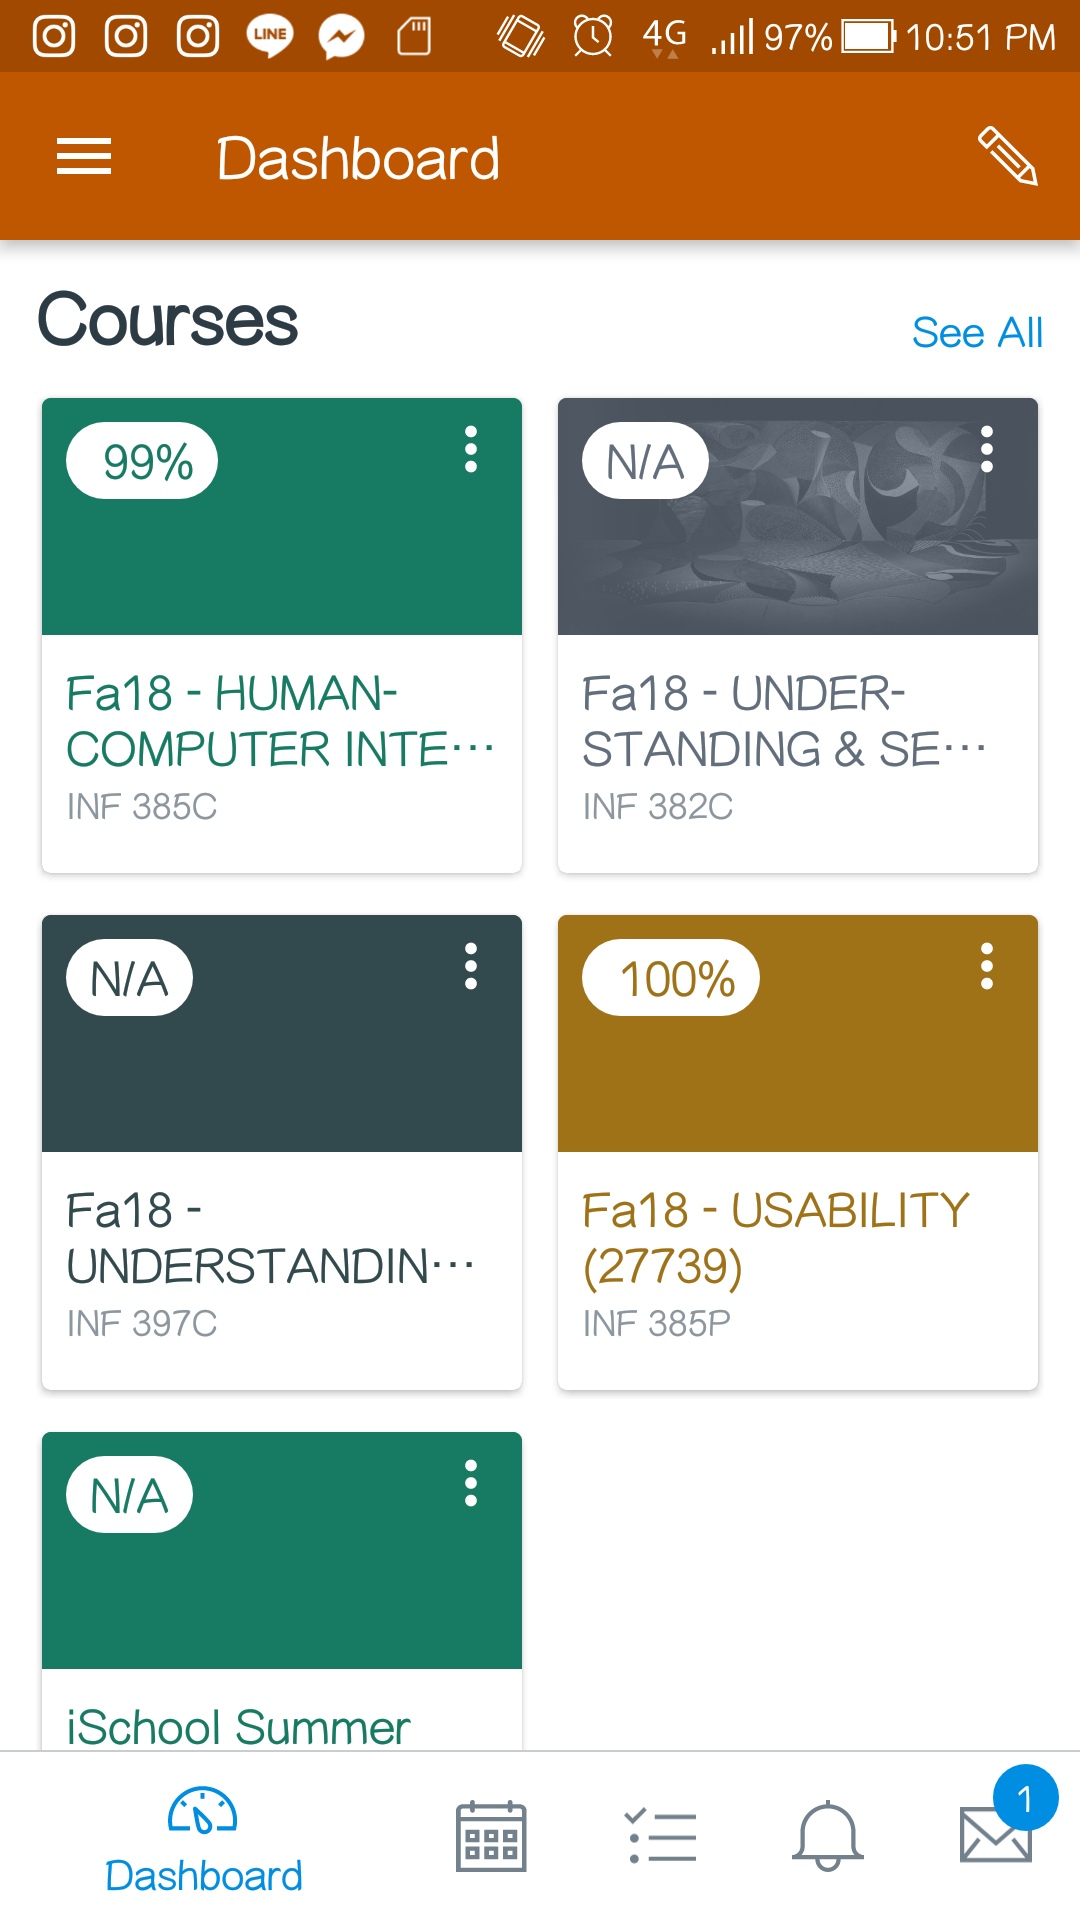 LINE 4G 97% 10:51 PM
Dashboard
Courses
See All
99%
Fa18 - HUMAN-
COMPUTER INTE...
INF 385C
N/A
Fa18 - UNDER-
STANDING & SE...
INF 382C
N/A
Fa18 -
UNDERSTANDIN...
INF 397C
100%
Fa18 - USABILITY
(27739)
INF 385P
N/A
iSchool Summer
Dashboard
1